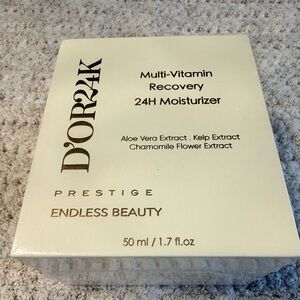 D'OR24K
Multi-Vitamin
Recovery
24H Moisturizer
Aloe Vera Extract . Kelp Extract
Chamomile Flower Extract
PRESTIGE
ENDLESS BEAUTY
50 ml / 1.7 fl.oz